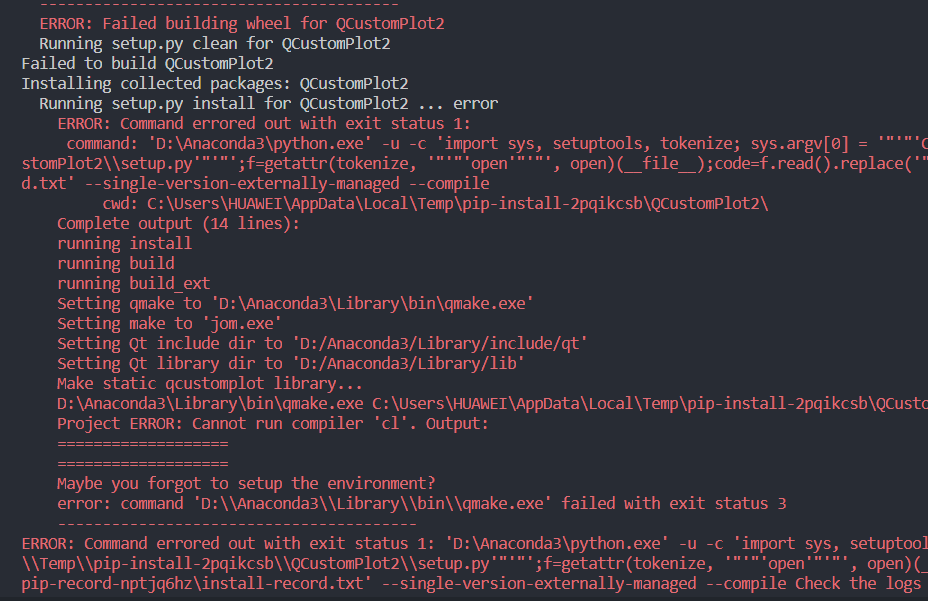 ----------------------------------------
ERROR: Failed building wheel for QCustomPlot2
Running setup.py clean for QCustomPlot2
Failed to build QCustomPlot2
Installing collected packages: QCustomPlot2
Running setup.py install for QCustomPlot2 ... error
ERROR: Command errored out with exit status 1:
command: 'D:\Anaconda3\python.exe' -u -c 'import sys, setuptools, tokenize; sys.argv[0] = '"'"'C
stomPlot2\\setup.py'"'"';f=getattr(tokenize, '"'"'open'"'"', open)(__file__);code=f.read().replace('"
d.txt' --single-version-externally-managed --compile
cwd: C:\Users\HUAWEI\AppData\Local\Temp\pip-install-2pqikcsb\QCustomPlot2\
Complete output (14 lines):
running install
running build
running build_ext
Setting qmake to 'D:\Anaconda3\Library\bin\qmake.exe'
Setting make to 'jom.exe'
Setting Qt include dir to 'D:/Anaconda3/Library/include/qt'
Setting Qt library dir to 'D:/Anaconda3/Library/lib'
Make static qcustomplot library...
D:\Anaconda3\Library\bin\qmake.exe C:\Users\HUAWEI\AppData\Local\Temp\pip-install-2pqikcsb\QCusto
Project ERROR: Cannot run compiler 'cl'. Output:
===================
===================
Maybe you forgot to setup the environment?
error: command 'D:\\Anaconda3\\Library\\bin\\qmake.exe' failed with exit status 3
----------------------------------------
ERROR: Command errored out with exit status 1: 'D:\Anaconda3\python.exe' -u -c 'import sys, setuptool
\\Temp\\pip-install-2pqikcsb\\QCustomPlot2\\setup.py'"'"';f=getattr(tokenize, '"'"'open'"'"', open)(_
pip-record-nptjq6hz\install-record.txt' --single-version-externally-managed --compile Check the logs